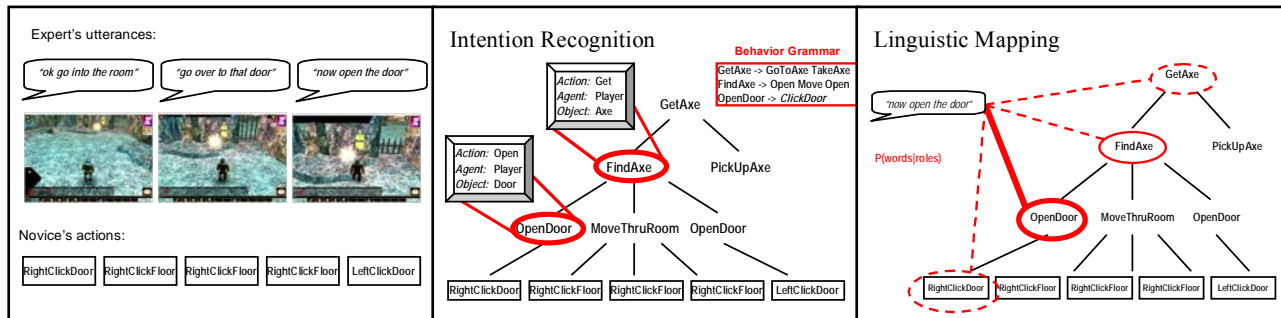 Expert's utterances:
"ok go into the room"
"go over to that door"
"now open the door"
Novice's actions:
RightClickDoor
RightClickFloor
RightClickFloor
RightClickFloor
LeftClickDoor
Intention Recognition
Behavior Grammar
GetAxe -> GoToAxe TakeAxe
FindAxe -> Open Move Open
OpenDoor -> ClickDoor
Action: Get
Agent: Player
Object: Axe
GetAxe
Action: Open
Agent: Player
Object: Door
FindAxe
PickUpAxe
OpenDoor
MoveThruRoom
OpenDoor
RightClickDoor
RightClickFloor
RightClickFloor
RightClickFloor
LeftClickDoor
Linguistic Mapping
GetAxe
"now open the door"
P(words|roles)
FindAxe
PickUpAxe
OpenDoor
MoveThruRoom
OpenDoor
RightClickDoor
RightClickFloor
RightClickFloor
RightClickFloor
LeftClickDoor